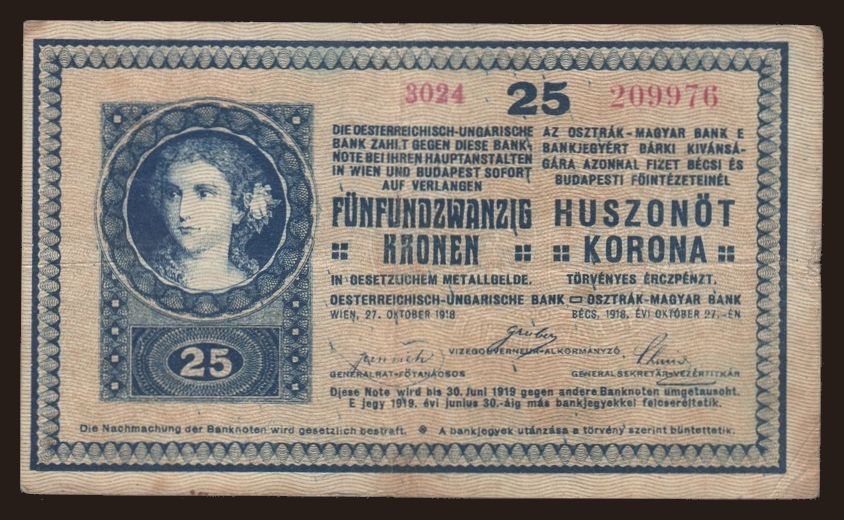 3024 25 209976
DIE OESTERREICHISCH-UNGARISCHE
BANK ZAHLT GEGEN DIESE BANK-
NOTE BEI IHREN HAUPTANSTALTEN
IN WIEN UND BUDAPEST SOFORT
AUF VERLANGEN
FÜNFUNDZWANZIG
KRONEN
IN GESETZLICHEM METALLGELDE.
AZ OSZTRÁK-MAGYAR BANK E
BANKJEGYÉRT BÁRKI KIVÁNSÁ-
GÁRA AZONNAL FIZET BÉCSI ÉS
BUDAPESTI FŐINTÉZETEINÉL
HUSZONÖT
KORONA
TÖRVÉNYES ÉRCZPÉNZT.
OESTERREICHISCH-UNGARISCHE BANK OSZTRÁK-MAGYAR BANK
WIEN, 27. OKTOBER 1918
BÉCS, 1918. ÉVI OKTÓBER 27.-ÉN
Gruber
VIZEGOUVERNEUR-ALKORMÁNYZÓ.
GENERALRAT-FŐTANÁCSOS
GENERALSEKRETÄR-VEZÉRTITKÁR
25
Diese Note wird bis 30. Juni 1919 gegen andere Banknoten umgetauscht.
E jegy 1919. évi junius 30.-áig más bankjegyekkel felcseréltetik.
Die Nachmachung der Banknoten wird gesetzlich bestraft. A bankjegyek utánzása a törvény szerint büntettetik.